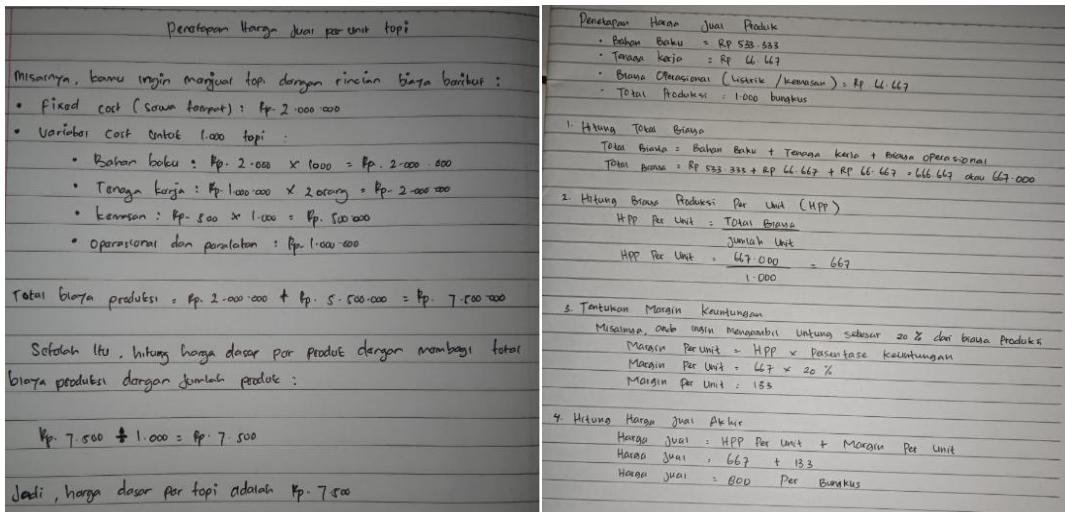 Penetapan Harga Jual per unit topi
Misalnya, kamu ingin menjual topi dengan rincian biaya berikut :
• Fixed cost (sewa tempat) : Rp. 2.000.000
• Variabel cost untuk 1.000 topi :
• Bahan baku : Rp. 2.000 x 1000 = Rp. 2.000.000
• Tenaga kerja : Rp. 1.000.000 x 2 orang = Rp. 2.000.000
• kemasan : Rp. 500 x 1.000 = Rp. 500.000
• Operasional dan peralatan : Rp. 1.000.000
Total biaya produksi = Rp. 2.000.000 + Rp. 5.500.000 = Rp. 7.500.000
Setelah itu, hitung harga dasar per produk dengan membagi total
biaya produksi dengan jumlah produk :
Rp. 7.500 ÷ 1.000 = Rp. 7.500
Jadi, harga dasar per topi adalah Rp. 7.500
Penetapan Harga Jual Produk
• Bahan Baku = RP 533.333
• Tenaga kerja : RP 66.667
• Biaya Operasional (Listrik / kemasan) : RP 66.667
• Total Produksi : 1.000 bungkus
1. Hitung Total Biaya
Total Biaya = Bahan Baku + Tenaga kerja + Biaya operasional
Total Biaya = RP 533.333 + RP 66.667 + RP 66.667 = 666.667 atau 667.000
2. Hitung Biaya Produksi Per Unit (HPP)
HPP Per Unit = Total Biaya
Jumlah Unit
HPP Per Unit = 667.000 = 667
1.000
3. Tentukan Margin Keuntungan
Misalnya, anda ingin mengambil untung sebesar 20 % dari biaya Produksi
Margin Per unit = HPP x Persentase keuntungan
Margin Per Unit = 667 x 20 %
Margin Per Unit : 133
4. Hitung Harga Jual Akhir
Harga Jual = HPP Per Unit + Margin Per Unit
Harga Jual = 667 + 133
Harga Jual = 800 Per Bungkus